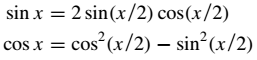 sin x = 2 sin(x/2) cos(x/2)
cos x = cos²(x/2) − sin²(x/2)